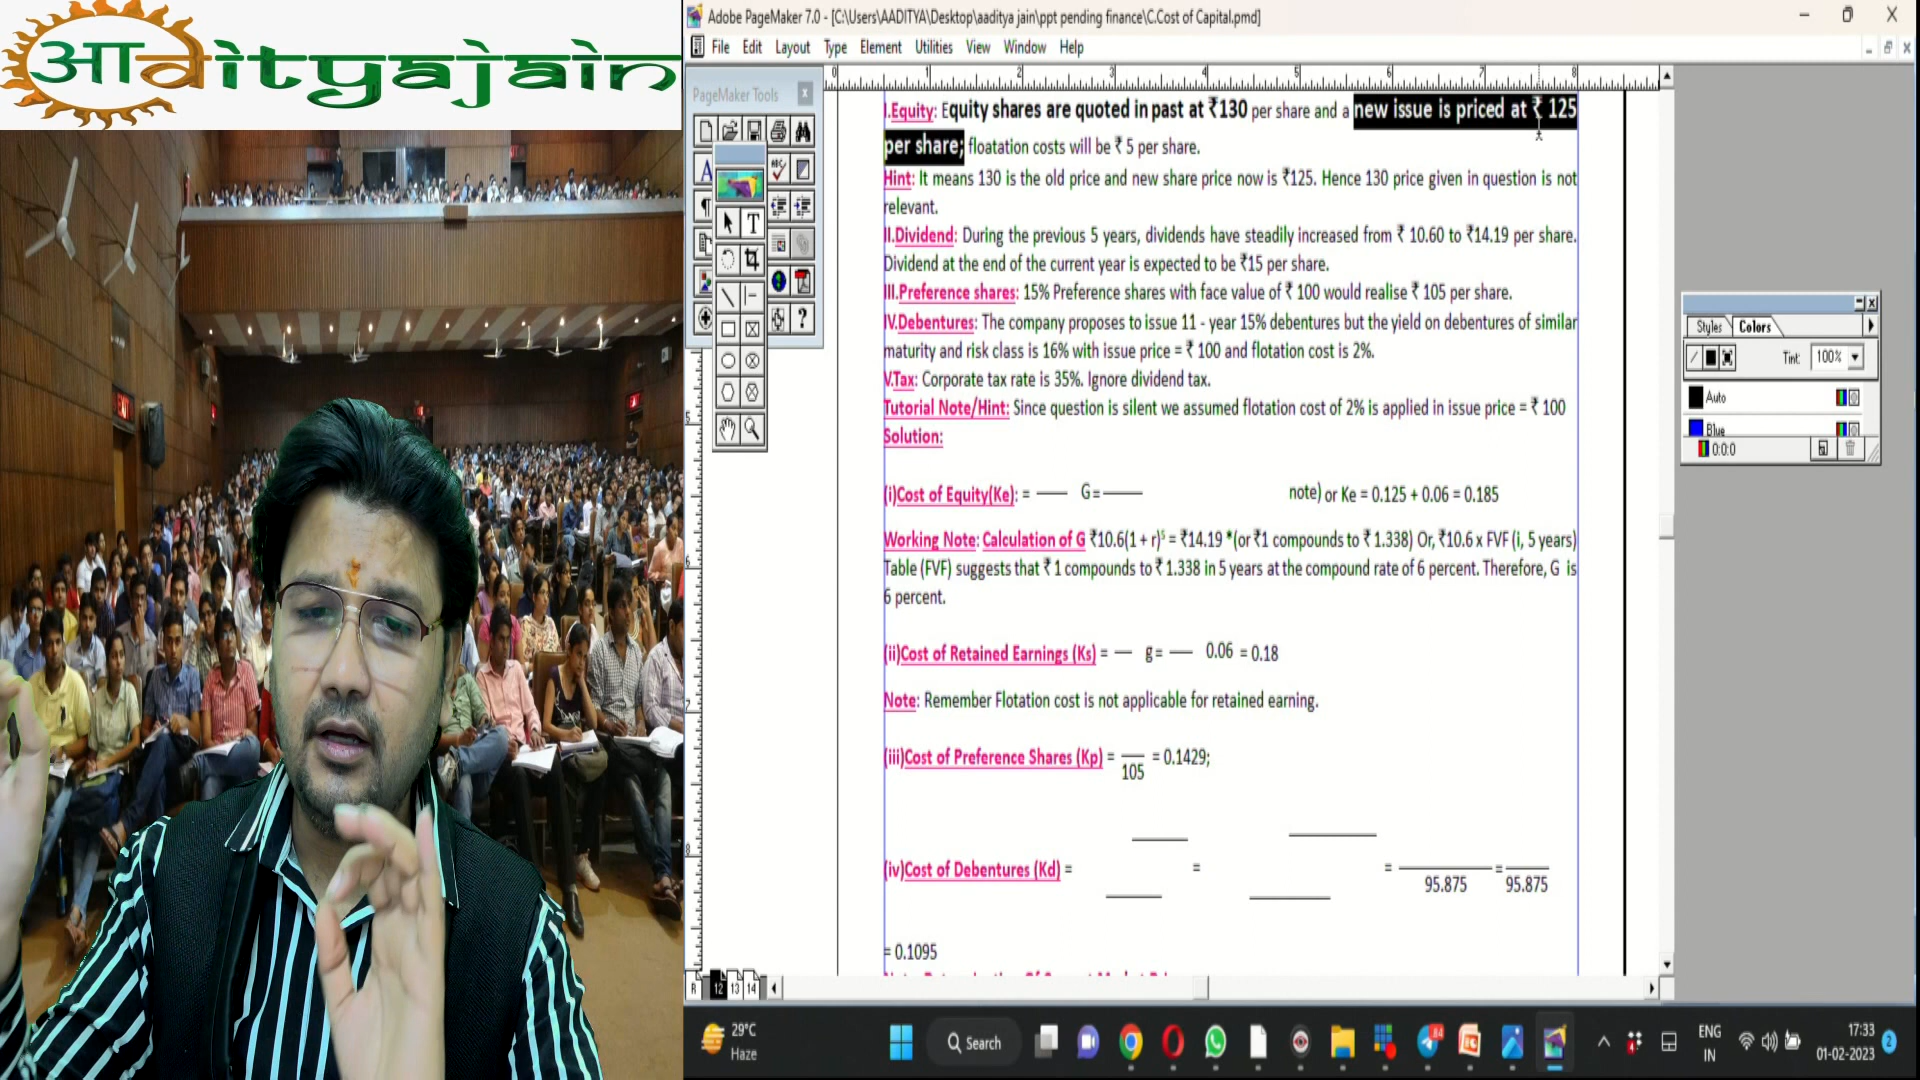 आdityajain
Adobe PageMaker 7.0 - [C:\Users\AADITYA\Desktop\aaditya jain\ppt pending finance\C.Cost of Capital.pmd]
File Edit Layout Type Element Utilities View Window Help
PageMaker Tools
I.Equity: Equity shares are quoted in past at ₹130 per share and a new issue is priced at ₹ 125
per share; floatation costs will be ₹ 5 per share.
Hint: It means 130 is the old price and new share price now is ₹125. Hence 130 price given in question is not
relevant.
II.Dividend: During the previous 5 years, dividends have steadily increased from ₹ 10.60 to ₹14.19 per share.
Dividend at the end of the current year is expected to be ₹15 per share.
III.Preference shares: 15% Preference shares with face value of ₹ 100 would realise ₹ 105 per share.
IV.Debentures: The company proposes to issue 11 - year 15% debentures but the yield on debentures of similar
maturity and risk class is 16% with issue price = ₹ 100 and flotation cost is 2%.
V.Tax: Corporate tax rate is 35%. Ignore dividend tax.
Tutorial Note/Hint: Since question is silent we assumed flotation cost of 2% is applied in issue price = ₹ 100
Solution:
(i)Cost of Equity(Ke): = G= note) or Ke = 0.125 + 0.06 = 0.185
Working Note: Calculation of G ₹10.6(1 + r)⁵ = ₹14.19 *(or ₹1 compounds to ₹ 1.338) Or, ₹10.6 x FVF (i, 5 years)
Table (FVF) suggests that ₹ 1 compounds to ₹ 1.338 in 5 years at the compound rate of 6 percent. Therefore, G is
6 percent.
(ii)Cost of Retained Earnings (Ks) = g= 0.06 = 0.18
Note: Remember Flotation cost is not applicable for retained earning.
(iii)Cost of Preference Shares (Kp) = = 0.1429;
105
(iv)Cost of Debentures (Kd) = = = =
95.875 95.875
= 0.1095
Styles Colors
Tint: 100%
Auto
Blue
0:0:0
R 12 13 14
29°C
Haze
Search
84
ENG
IN
17:33
01-02-2023
2